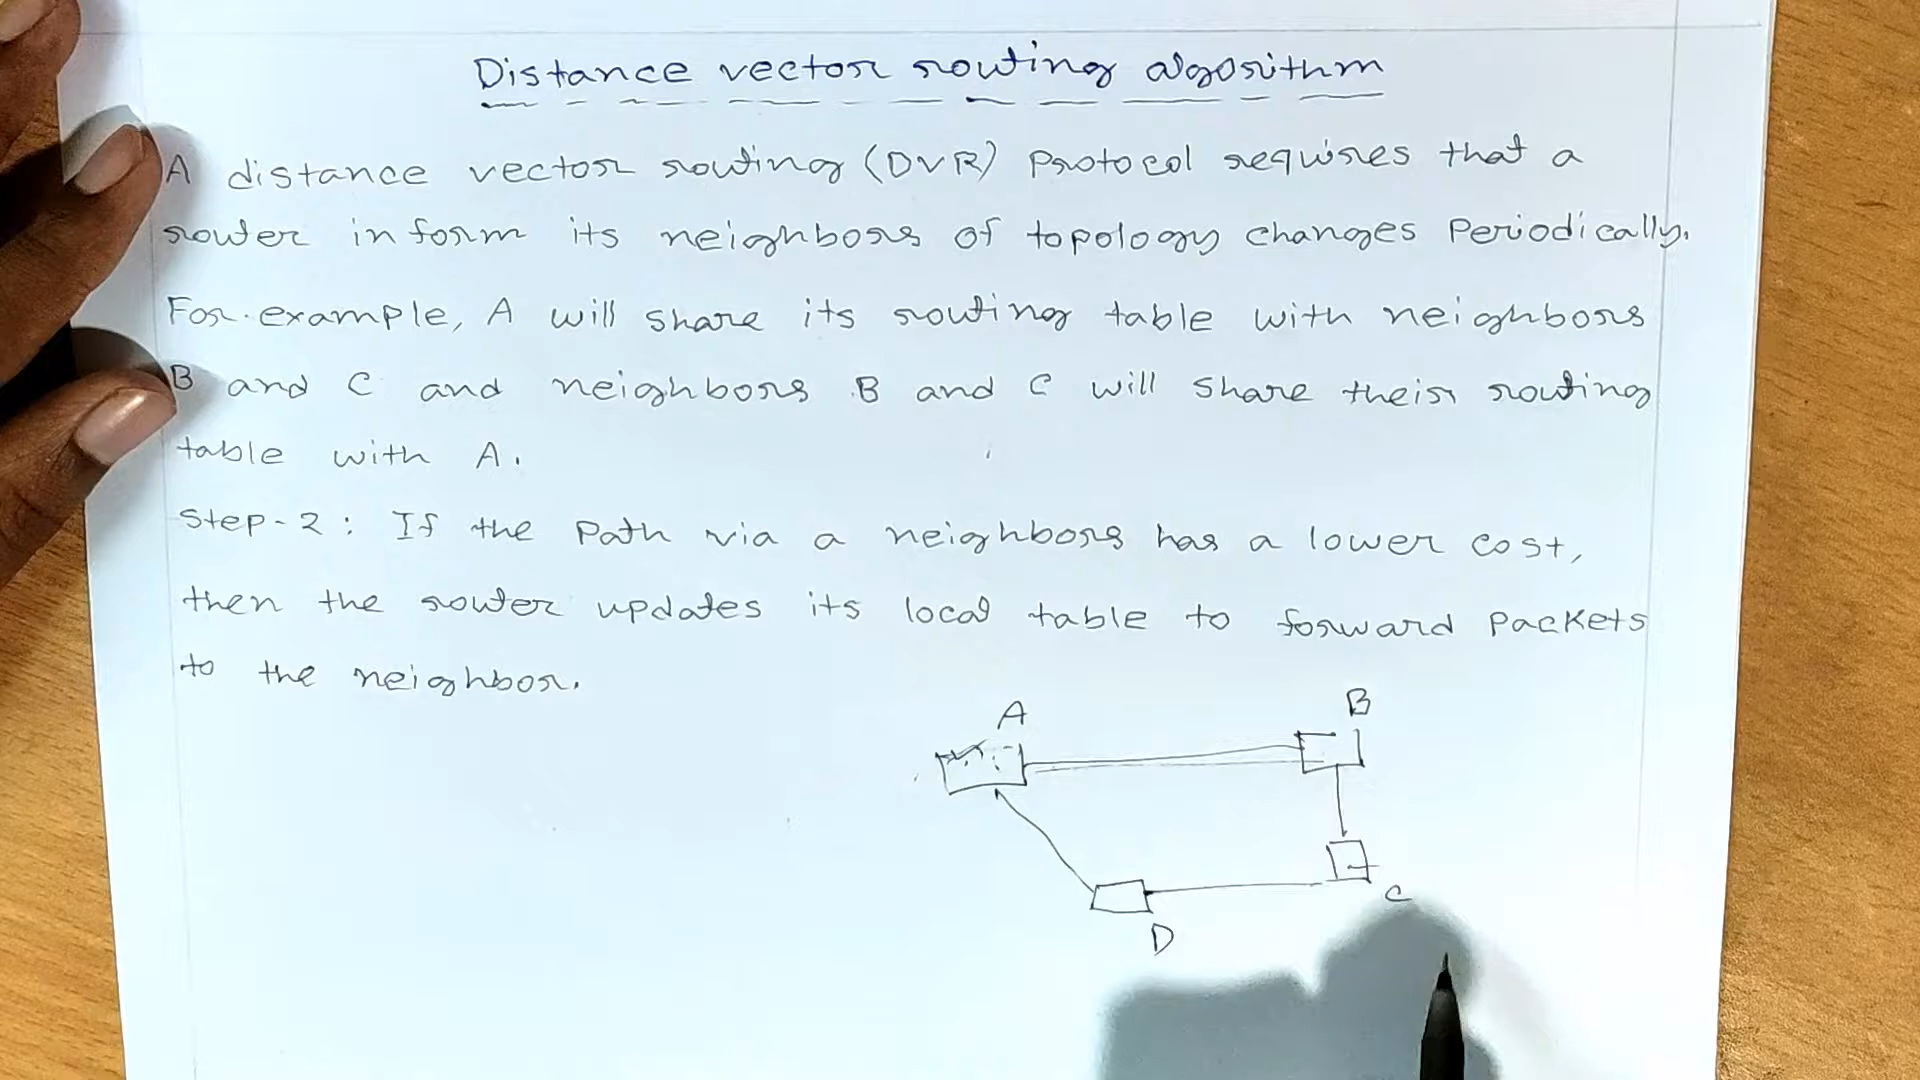 Distance vector routing algorithm
A distance vector routing (DVR) Protocol requires that a
router inform its neighbors of topology changes Periodically.
For example, A will share its routing table with neighbors
B and C and neighbors B and C will share their routing
table with A.
Step-2: If the Path via a neighbors has a lower cost,
then the router updates its local table to forward Packets
to the neighbor.
A
B
C
D